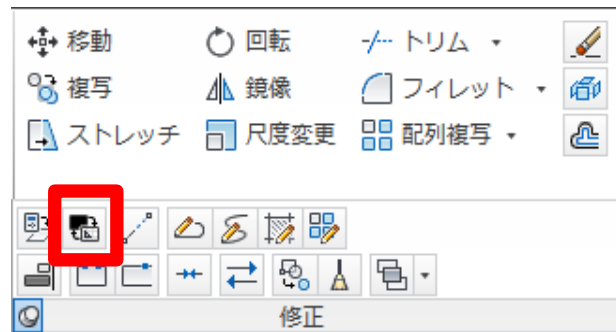 移動 回転 トリム
複写 鏡像 フィレット
ストレッチ 尺度変更 配列複写
修正